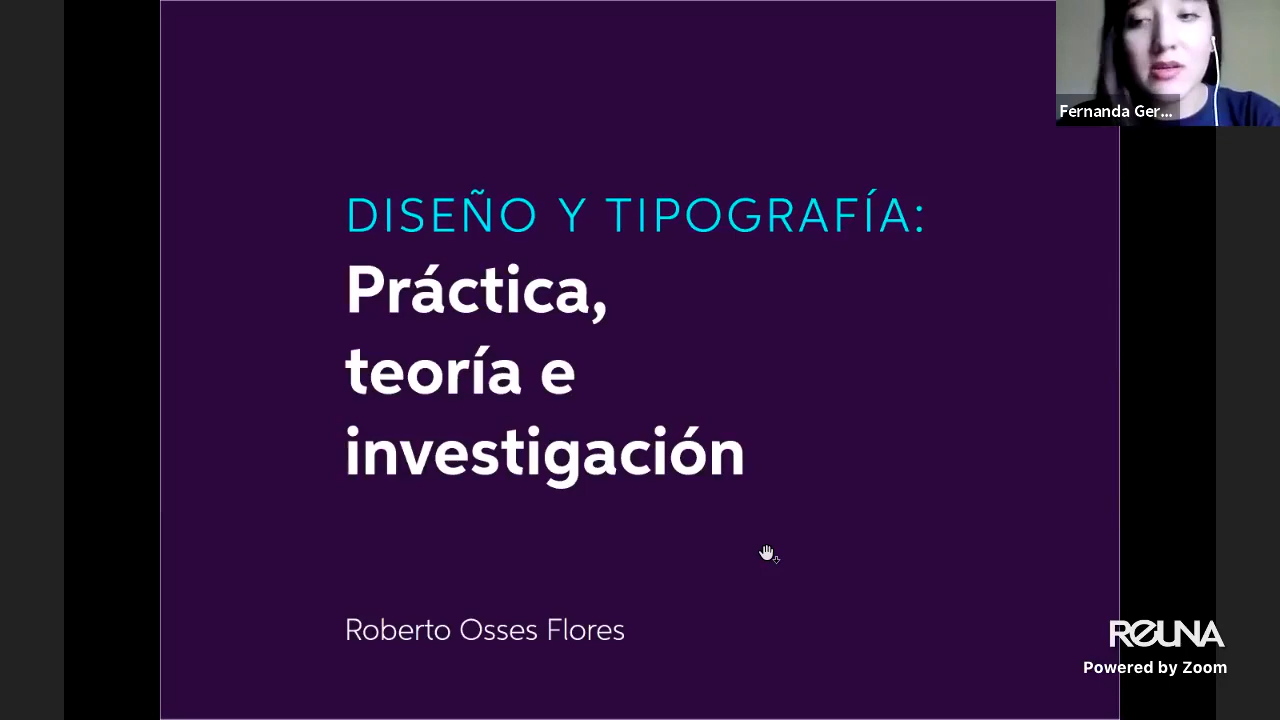 Fernanda Ger...
DISEÑO Y TIPOGRAFÍA:
Práctica,
teoría e
investigación
Roberto Osses Flores
REUNA
Powered by Zoom